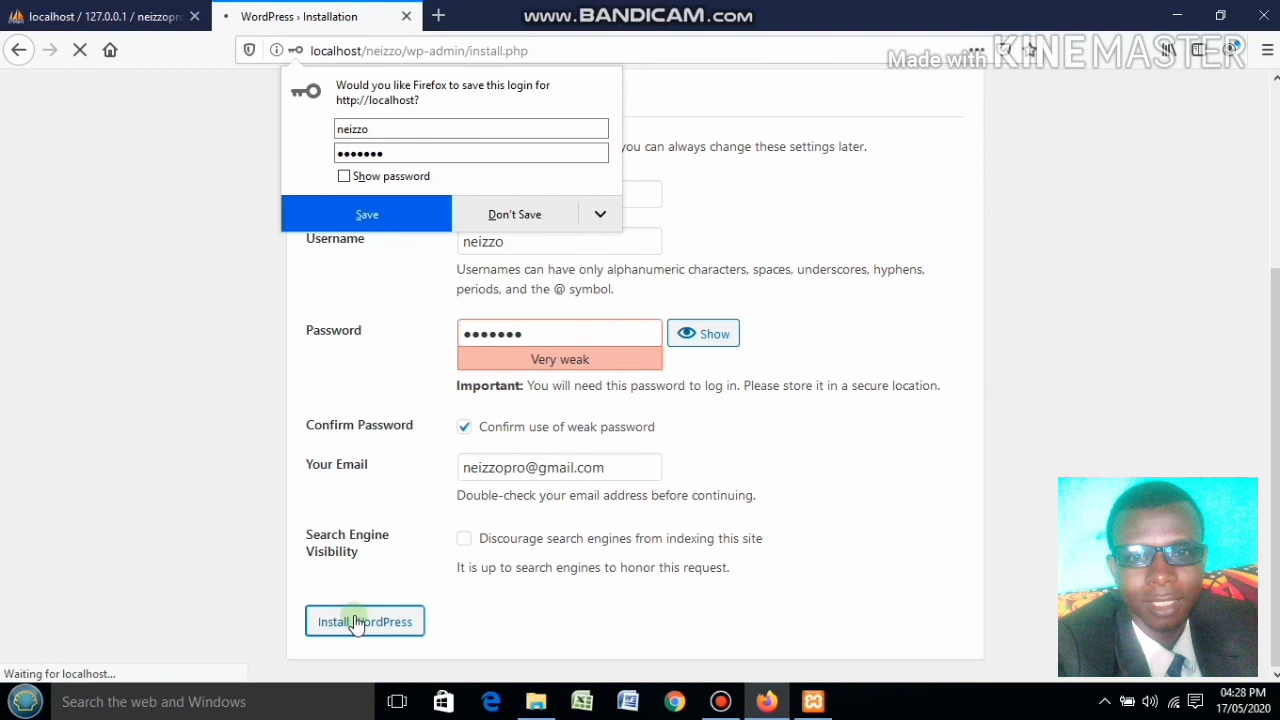 localhost / 127.0.0.1 / neizzopro
WordPress › Installation
www.BANDICAM.com
localhost/neizzo/wp-admin/install.php
Made with KINEMASTER
Would you like Firefox to save this login for
http://localhost?
neizzo
Show password
Save
Don't Save
you can always change these settings later.
Username
neizzo
Usernames can have only alphanumeric characters, spaces, underscores, hyphens,
periods, and the @ symbol.
Password
Show
Very weak
Important: You will need this password to log in. Please store it in a secure location.
Confirm Password
Confirm use of weak password
Your Email
neizzopro@gmail.com
Double-check your email address before continuing.
Search Engine
Visibility
Discourage search engines from indexing this site
It is up to search engines to honor this request.
Install WordPress
Waiting for localhost...
Search the web and Windows
04:28 PM
17/05/2020